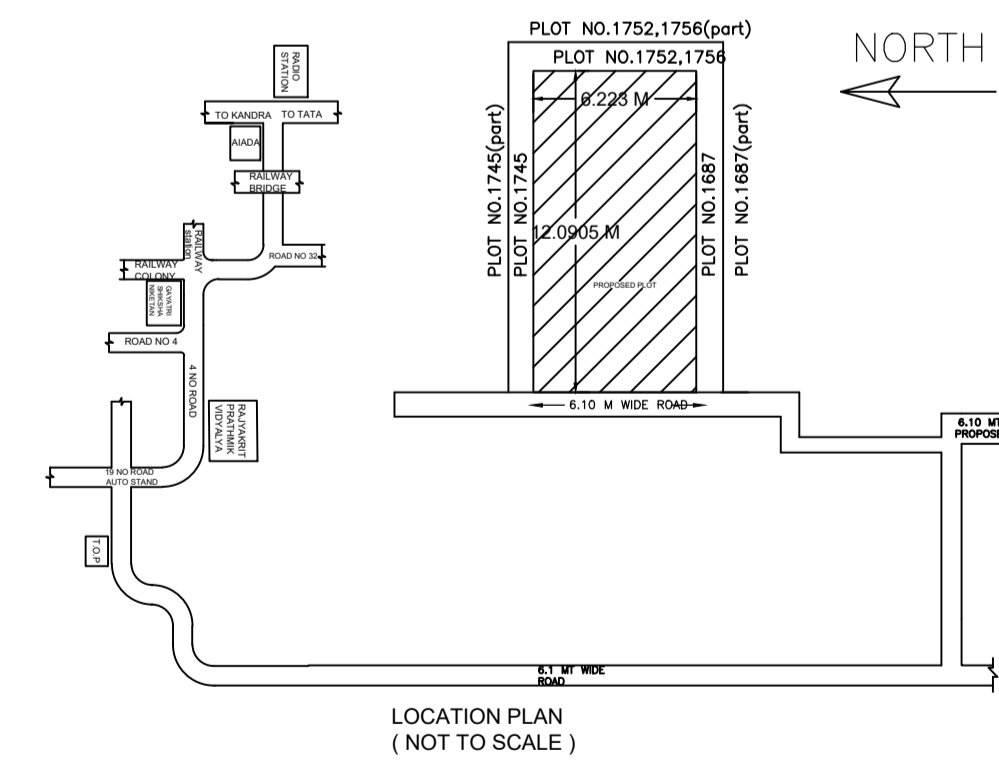 PLOT NO.1752,1756(part)
PLOT NO.1752,1756
NORTH
6.223 M
12.0905 M
PROPOSED PLOT
PLOT NO.1745(part)
PLOT NO.1745
PLOT NO.1687
PLOT NO.1687(part)
6.10 M WIDE ROAD
6.10 MT
PROPOSE
RADIO
STATION
TO KANDRA
TO TATA
AIADA
RAILWAY
BRIDGE
RAILWAY
station
ROAD NO 32
RAILWAY
COLONY
GAYATRI
SHIKSHA
NIKETAN
ROAD NO 4
4 NO ROAD
RAJYAKRIT
PRATHMIK
VIDYALYA
19 NO ROAD
AUTO STAND
T.O.P
6.1 MT WIDE
ROAD
LOCATION PLAN
( NOT TO SCALE )